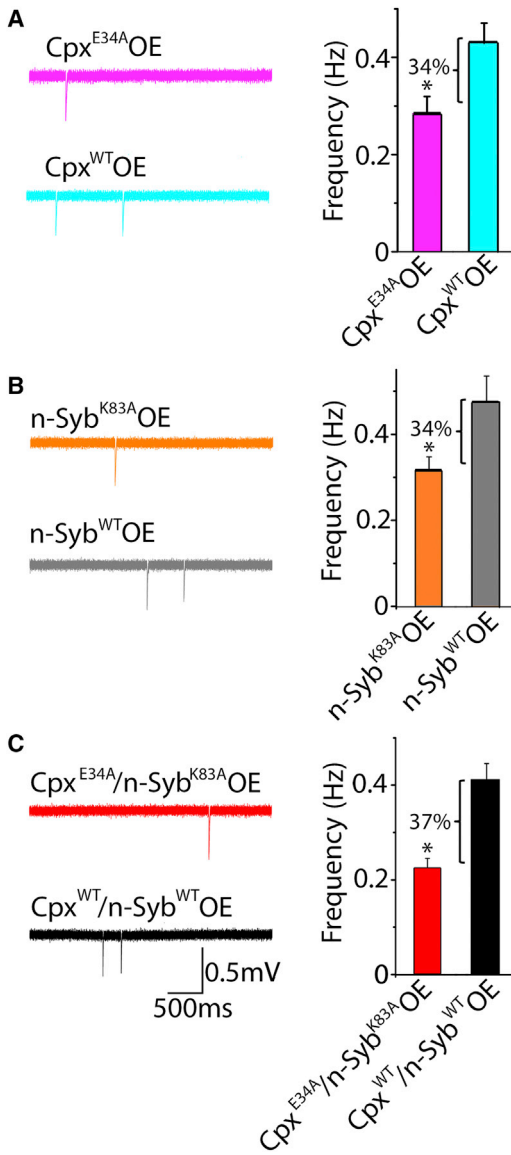 A
Cpx^E34A OE
Cpx^WT OE
Frequency (Hz)
0.4
0.2
0
34%
*
Cpx^E34A OE
Cpx^WT OE
B
n-Syb^K83A OE
n-Syb^WT OE
Frequency (Hz)
0.4
0.2
0
34%
*
n-Syb^K83A OE
n-Syb^WT OE
C
Cpx^E34A/n-Syb^K83A OE
Cpx^WT/n-Syb^WT OE
0.5mV
500ms
Frequency (Hz)
0.4
0.2
0
37%
*
Cpx^E34A/n-Syb^K83A OE
Cpx^WT/n-Syb^WT OE